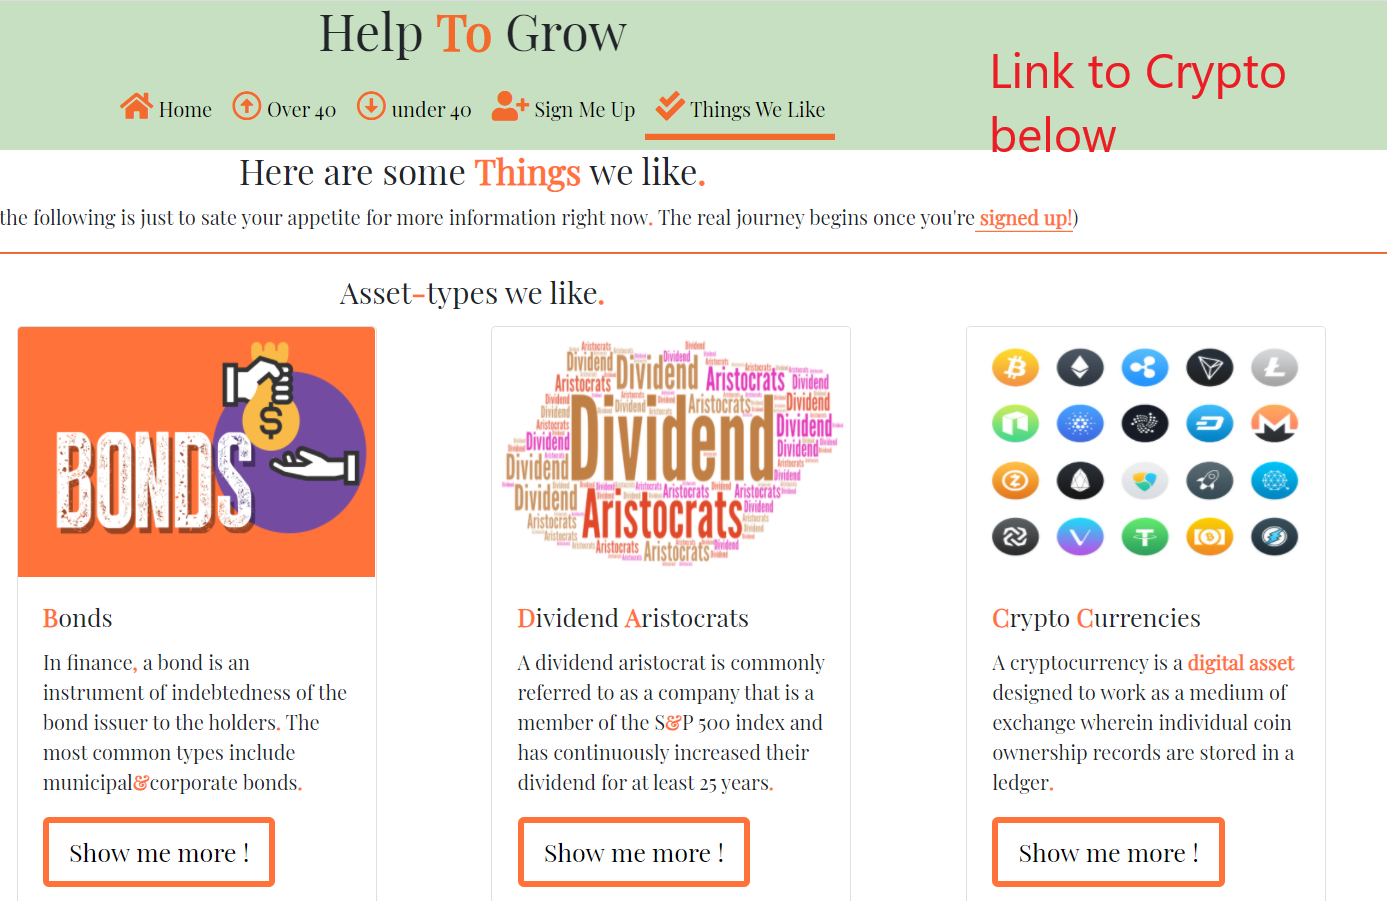 Help To Grow
Link to Crypto
below
Home Over 40 under 40 Sign Me Up Things We Like
Here are some Things we like.
the following is just to sate your appetite for more information right now. The real journey begins once you're signed up!)
Asset-types we like.
BONDS
$
Dividend
Aristocrats
Bonds
In finance, a bond is an
instrument of indebtedness of the
bond issuer to the holders. The
most common types include
municipal&corporate bonds.
Show me more !
Dividend Aristocrats
A dividend aristocrat is commonly
referred to as a company that is a
member of the S&P 500 index and
has continuously increased their
dividend for at least 25 years.
Show me more !
Crypto Currencies
A cryptocurrency is a digital asset
designed to work as a medium of
exchange wherein individual coin
ownership records are stored in a
ledger.
Show me more !